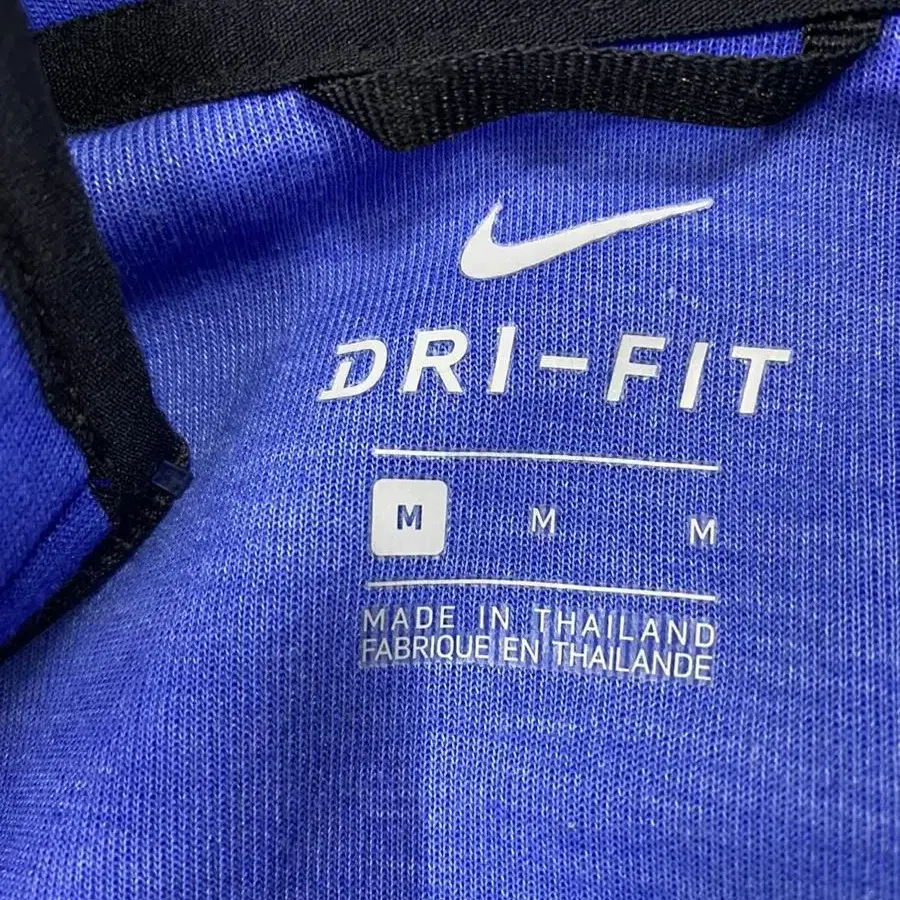 DRI-FIT
M M M
MADE IN THAILAND
FABRIQUE EN THAILANDE